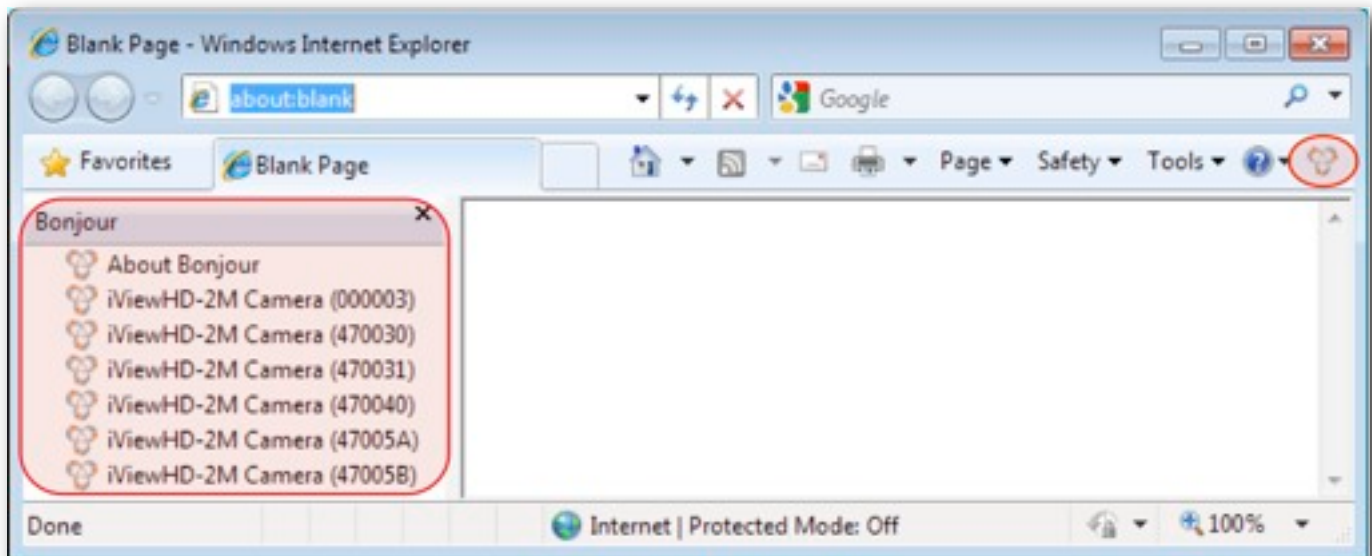 Blank Page - Windows Internet Explorer
about:blank
Google
Favorites
Blank Page
Page
Safety
Tools
Bonjour
About Bonjour
iViewHD-2M Camera (000003)
iViewHD-2M Camera (470030)
iViewHD-2M Camera (470031)
iViewHD-2M Camera (470040)
iViewHD-2M Camera (47005A)
iViewHD-2M Camera (47005B)
Done
Internet | Protected Mode: Off
100%